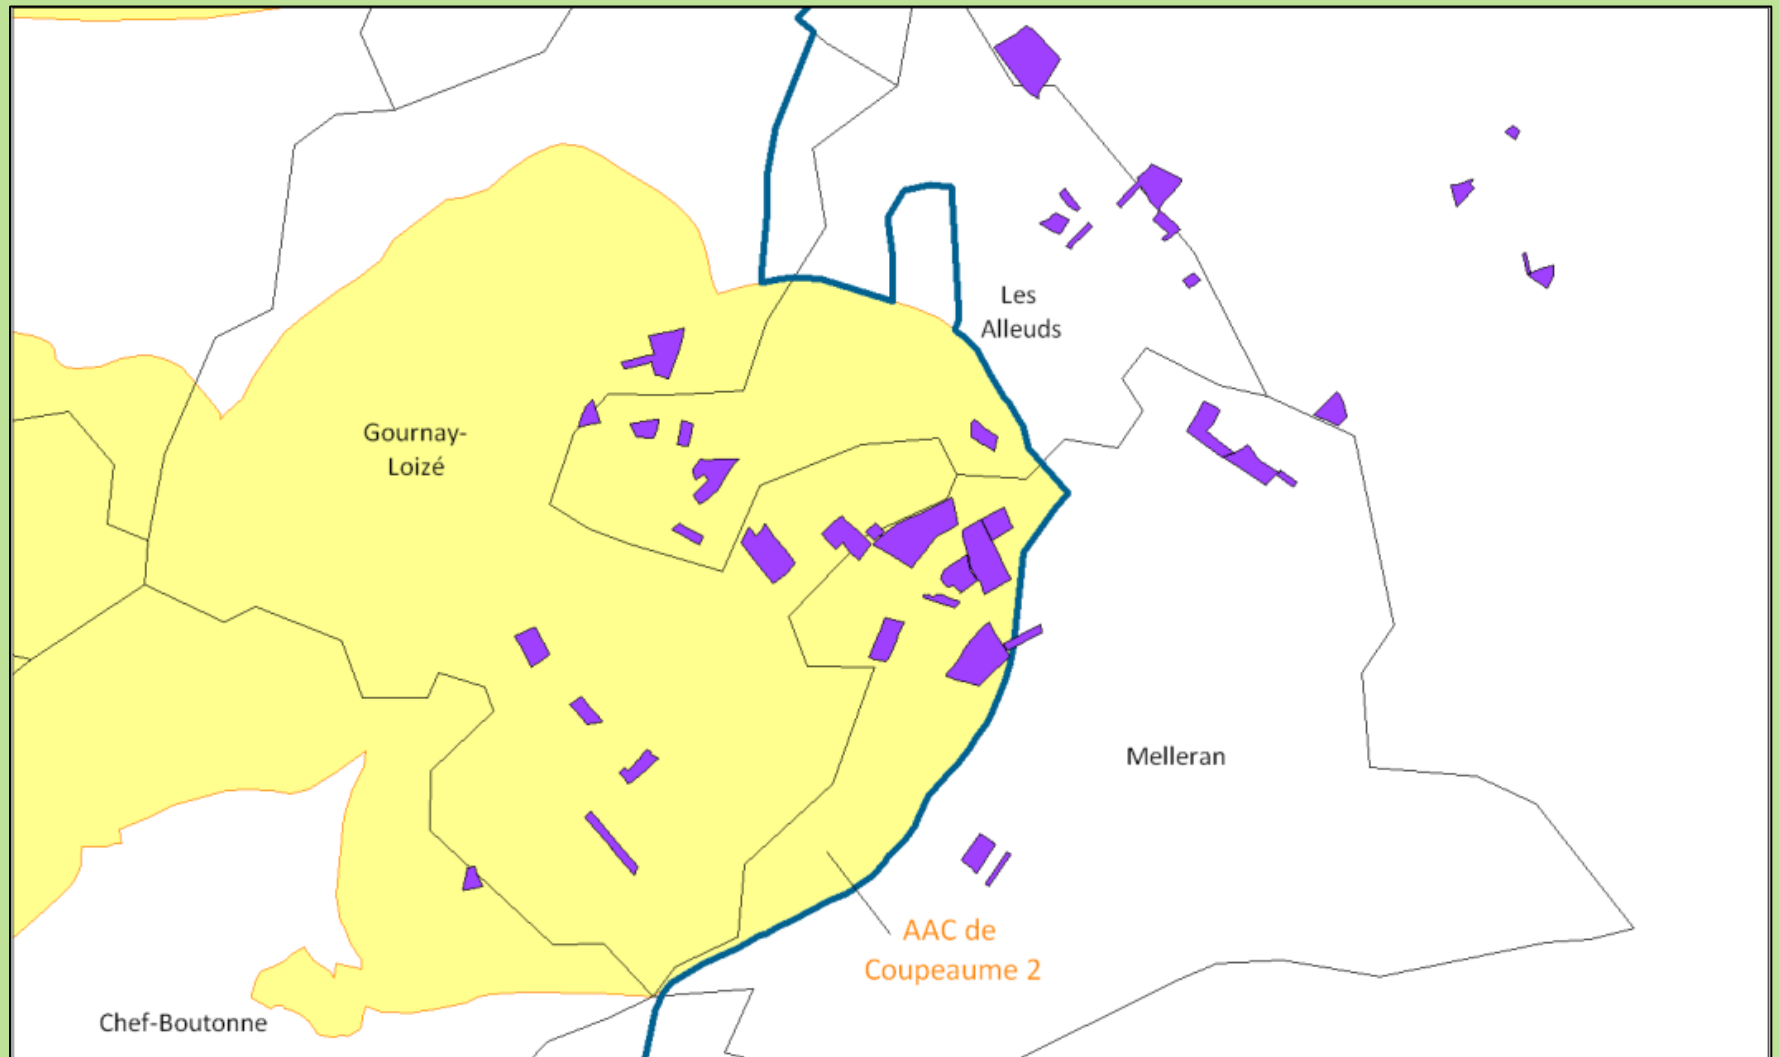 Les
Alleuds
Gournay-
Loizé
Melleran
AAC de
Coupeaume 2
Chef-Boutonne